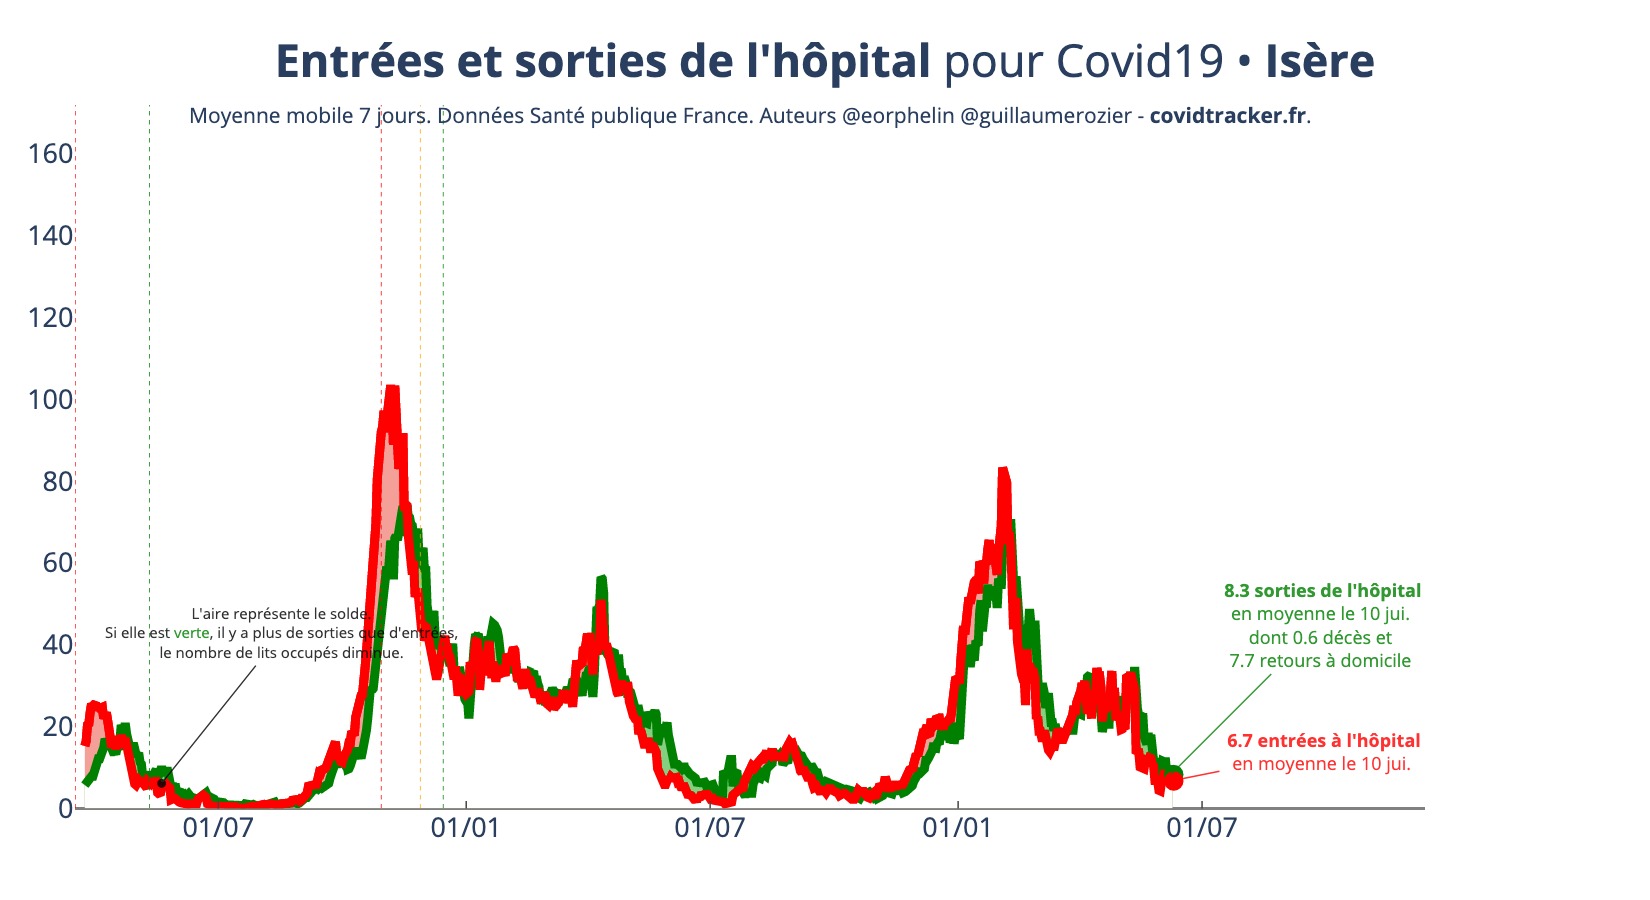 Entrées et sorties de l'hôpital pour Covid19 • Isère
Moyenne mobile 7 jours. Données Santé publique France. Auteurs @eorphelin @guillaumerozier - covidtracker.fr.
160
140
120
100
80
60
40
20
0
L'aire représente le solde.
Si elle est verte, il y a plus de sorties que d'entrées,
le nombre de lits occupés diminue.
8.3 sorties de l'hôpital
en moyenne le 10 jui.
dont 0.6 décès et
7.7 retours à domicile
6.7 entrées à l'hôpital
en moyenne le 10 jui.
01/07
01/01
01/07
01/01
01/07